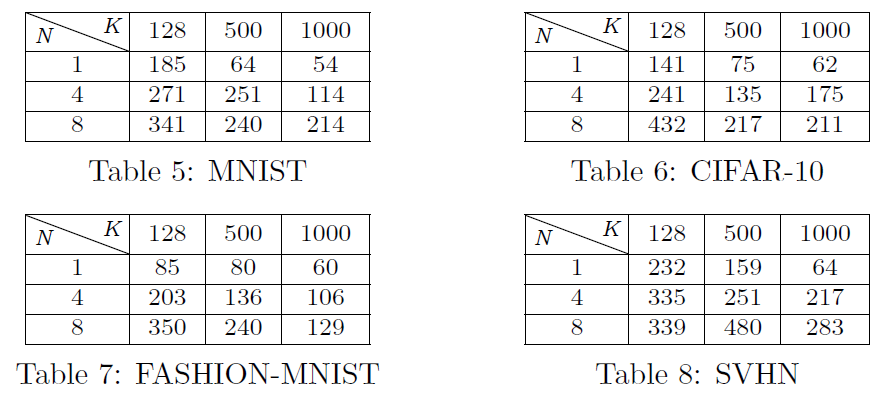 N K 128 500 1000
1 185 64 54
4 271 251 114
8 341 240 214
Table 5: MNIST
N K 128 500 1000
1 141 75 62
4 241 135 175
8 432 217 211
Table 6: CIFAR-10
N K 128 500 1000
1 85 80 60
4 203 136 106
8 350 240 129
Table 7: FASHION-MNIST
N K 128 500 1000
1 232 159 64
4 335 251 217
8 339 480 283
Table 8: SVHN